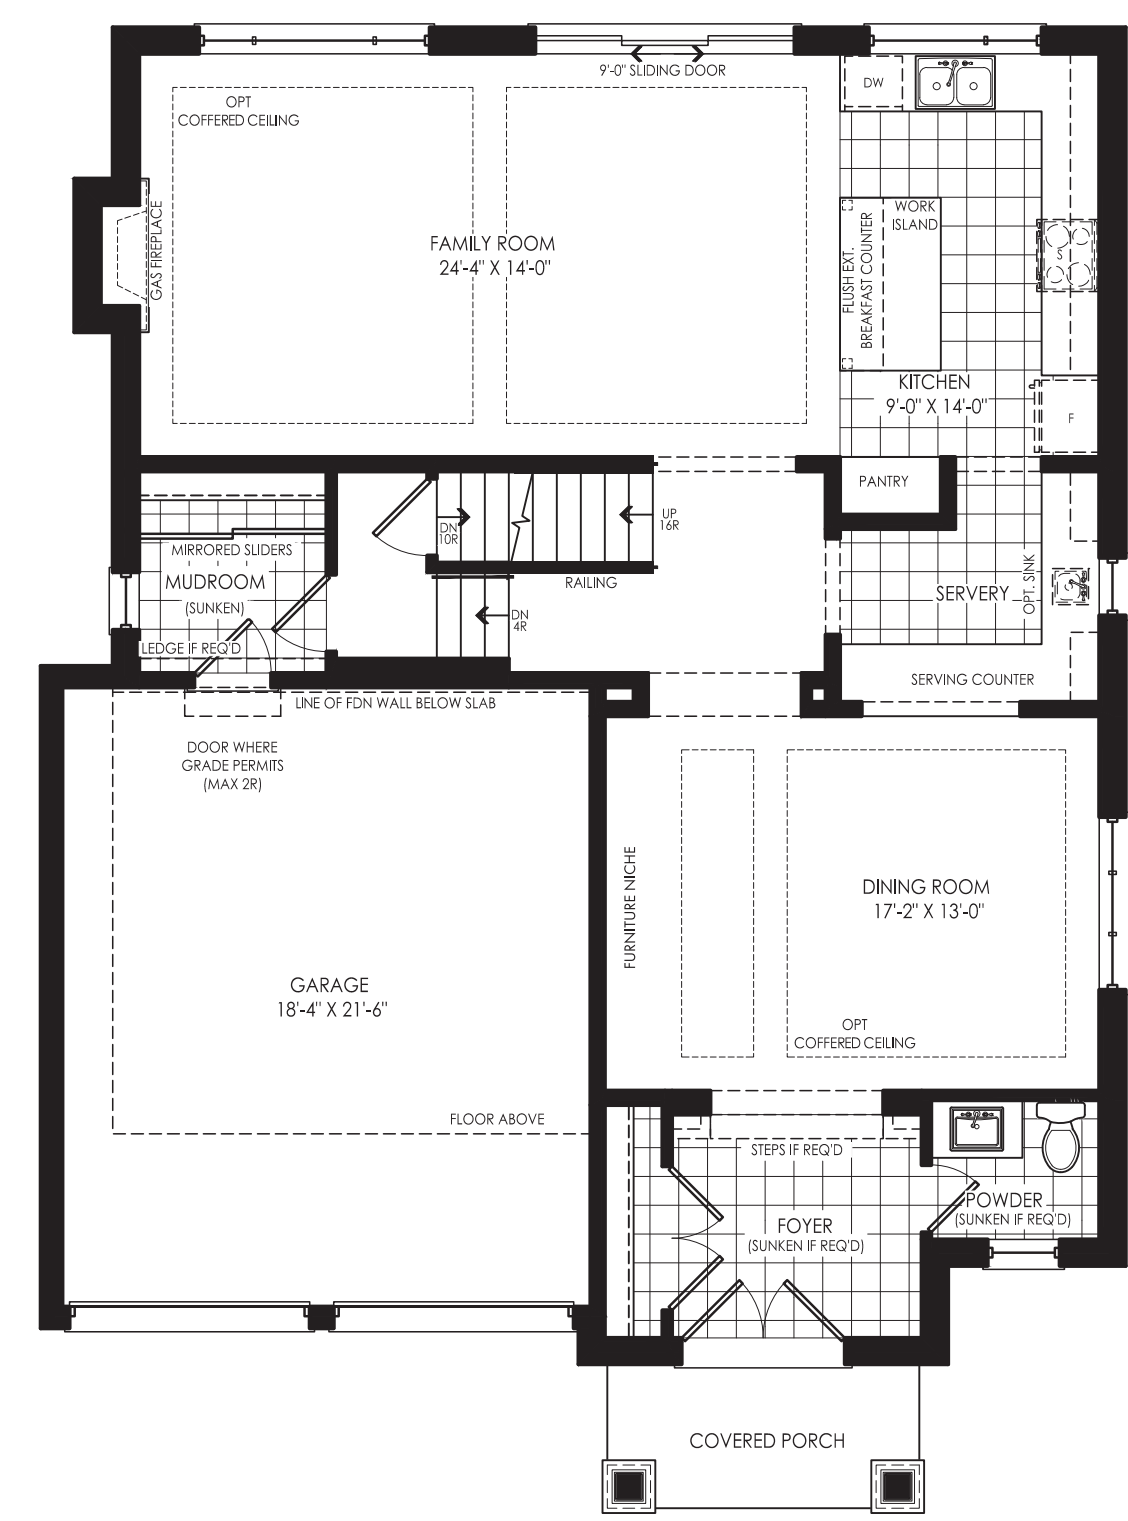 9'-0" SLIDING DOOR
OPT
COFFERED CEILING
DW
GAS FIREPLACE
FAMILY ROOM
24'-4" X 14'-0"
WORK
ISLAND
FLUSH EXT.
BREAKFAST COUNTER
S
KITCHEN
9'-0" X 14'-0"
F
PANTRY
DN
10R
UP
16R
MIRRORED SLIDERS
MUDROOM
(SUNKEN)
LEDGE IF REQ'D
RAILING
DN
4R
SERVERY
OPT. SINK
SERVING COUNTER
LINE OF FDN WALL BELOW SLAB
DOOR WHERE
GRADE PERMITS
(MAX 2R)
FURNITURE NICHE
DINING ROOM
17'-2" X 13'-0"
GARAGE
18'-4" X 21'-6"
OPT
COFFERED CEILING
FLOOR ABOVE
STEPS IF REQ'D
POWDER
(SUNKEN IF REQ'D)
FOYER
(SUNKEN IF REQ'D)
COVERED PORCH